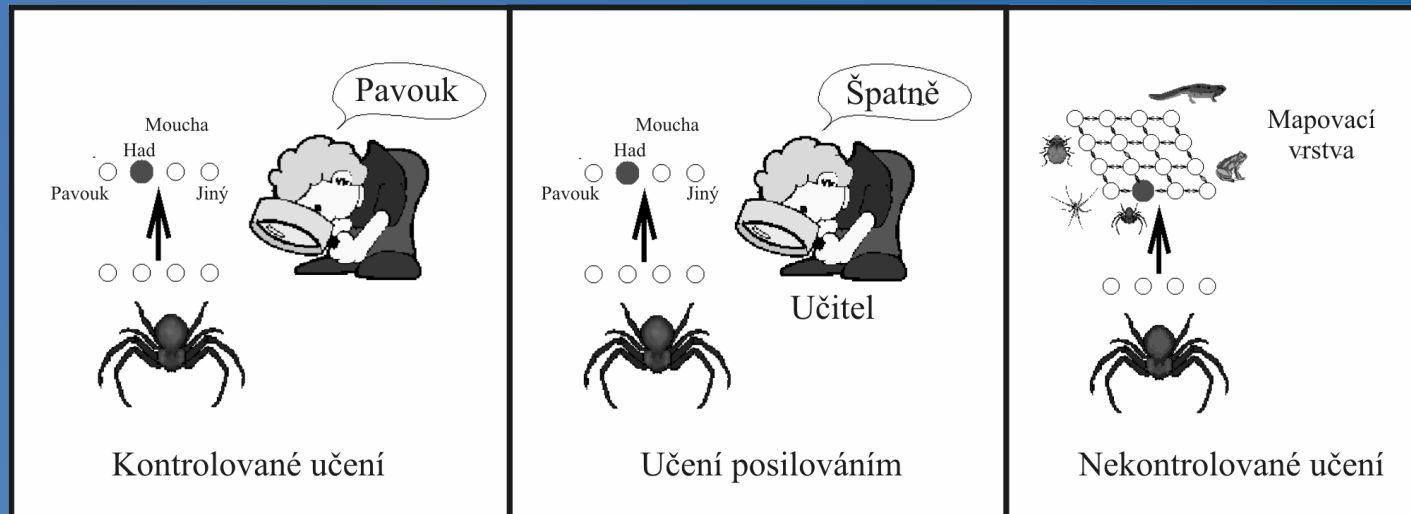 Pavouk
Moucha
Had
Pavouk
Jiný
Kontrolované učení
Špatně
Moucha
Had
Pavouk
Jiný
Učitel
Učení posilováním
Mapovací
vrstva
Nekontrolované učení